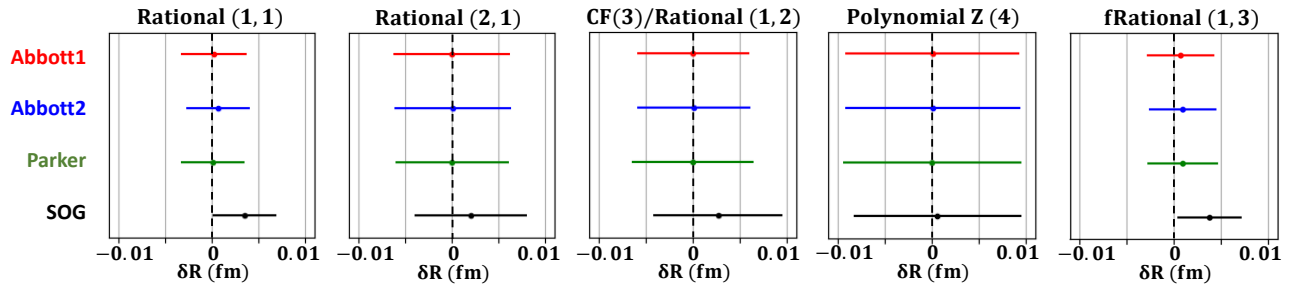 Rational (1, 1) Rational (2, 1) CF(3)/Rational (1, 2) Polynomial Z (4) fRational (1, 3)
Abbott1
Abbott2
Parker
SOG
−0.01 0 0.01 −0.01 0 0.01 −0.01 0 0.01 −0.01 0 0.01 −0.01 0 0.01
δR (fm) δR (fm) δR (fm) δR (fm) δR (fm)